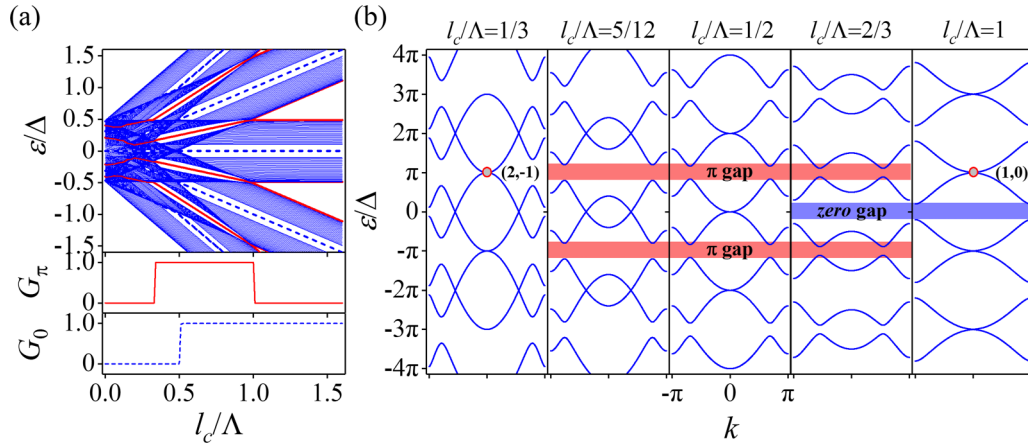 (a)
ε/Δ
1.5
1.0
0.5
0
-0.5
-1.0
-1.5
G_π
1.0
0
G_0
1.0
0
0.0 0.5 1.0 1.5
l_c/Λ
(b)
l_c/Λ=1/3 l_c/Λ=5/12 l_c/Λ=1/2 l_c/Λ=2/3 l_c/Λ=1
ε/Δ
4π
3π
2π
π
0
-π
-2π
-3π
-4π
(2,-1)
π gap
(1,0)
zero gap
π gap
-π 0 π
k